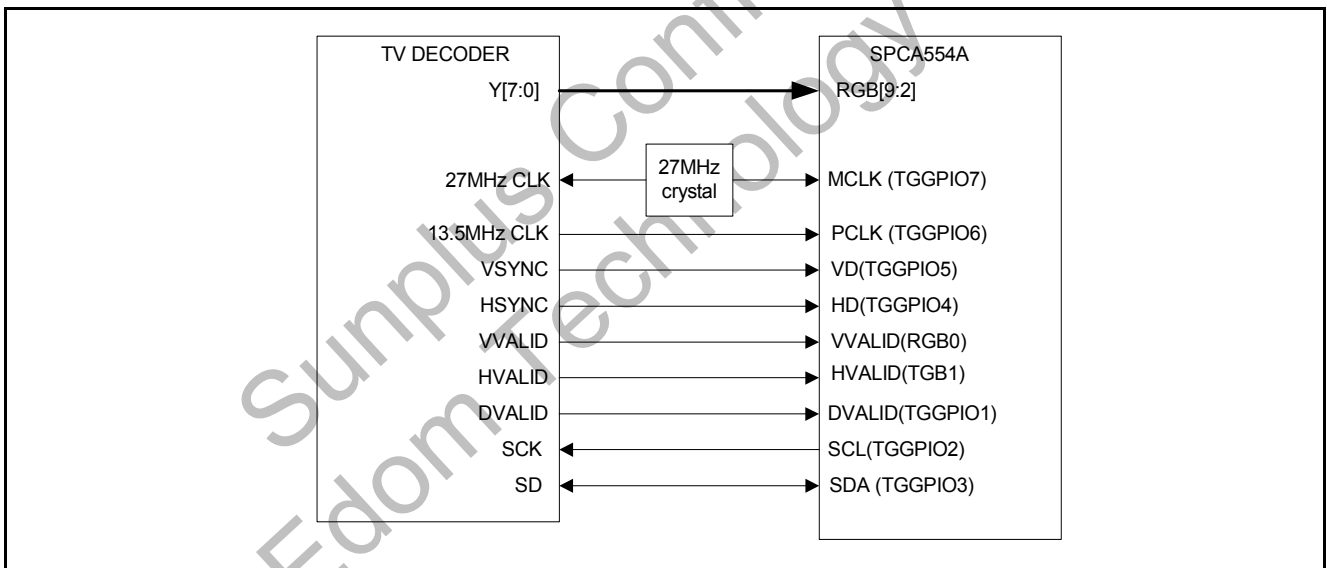 TV DECODER SPCA554A
Y[7:0] RGB[9:2]
27MHz
27MHz CLK crystal MCLK (TGGPIO7)
13.5MHz CLK PCLK (TGGPIO6)
VSYNC VD(TGGPIO5)
HSYNC HD(TGGPIO4)
VVALID VVALID(RGB0)
HVALID HVALID(TGB1)
DVALID DVALID(TGGPIO1)
SCK SCL(TGGPIO2)
SD SDA (TGGPIO3)
Sunplus
Edom Technology